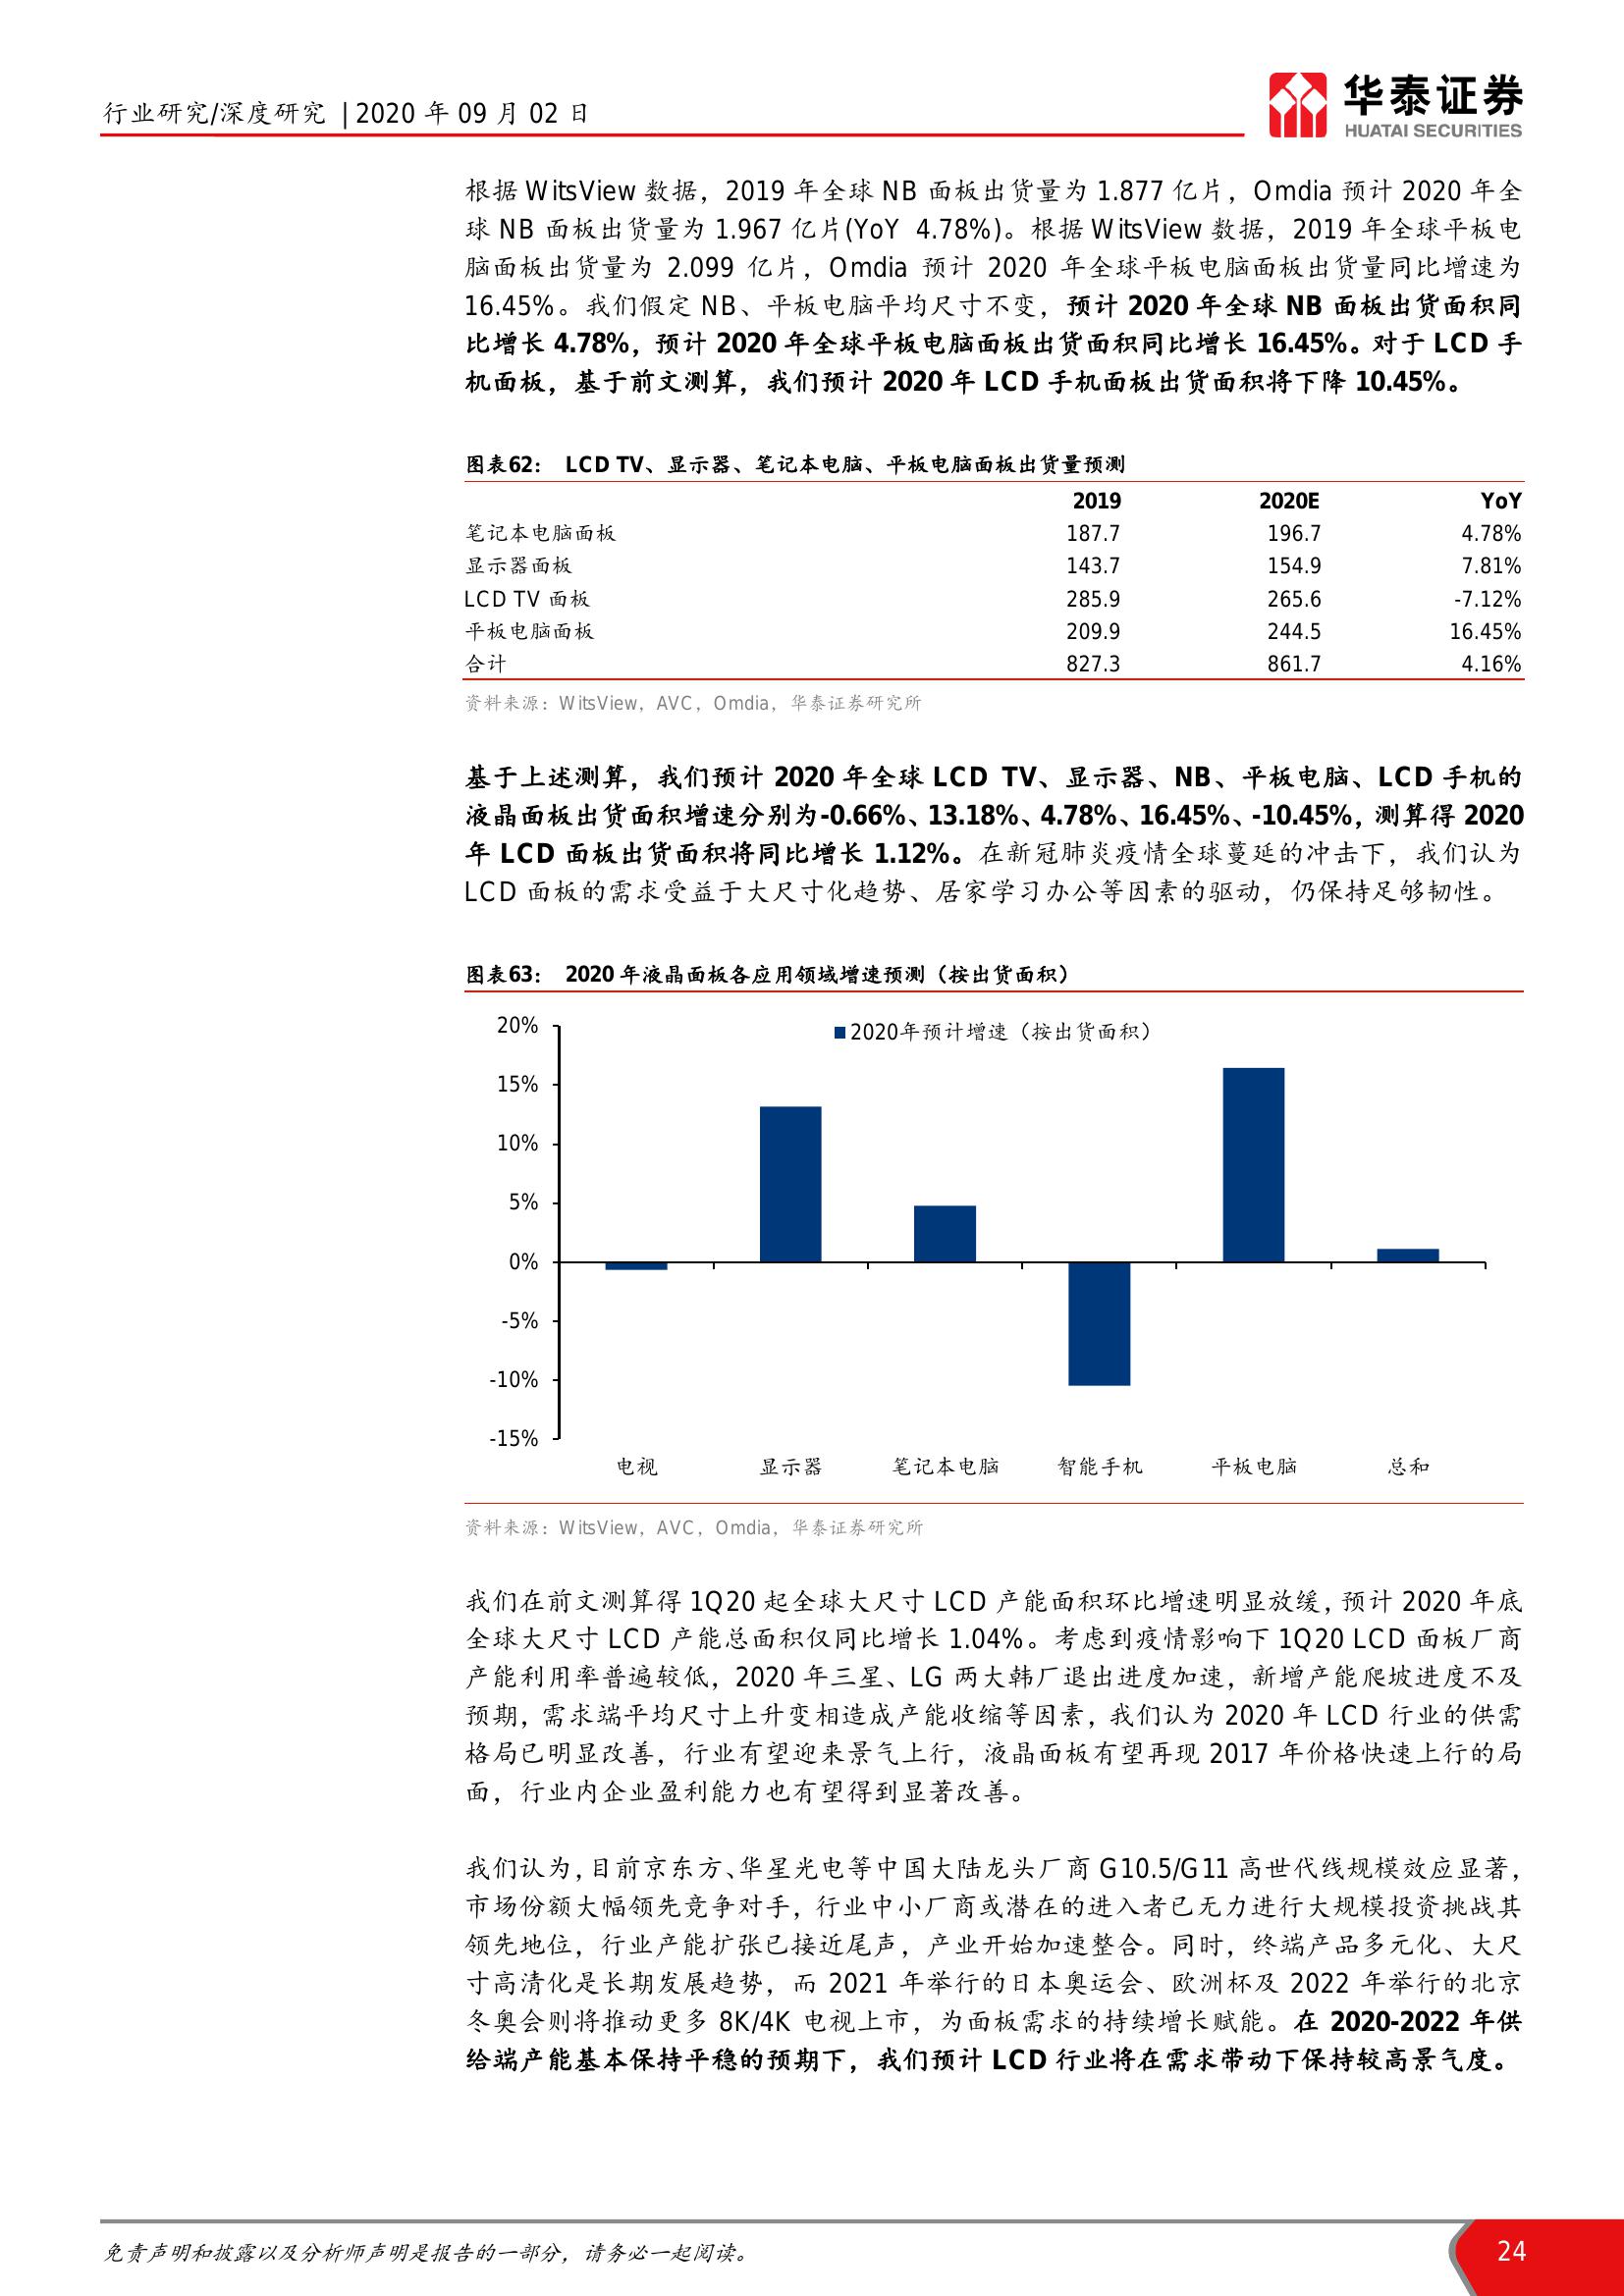 行业研究/深度研究 | 2020 年 09 月 02 日
华泰证券
HUATAI SECURITIES
根据 WitsView 数据，2019 年全球 NB 面板出货量为 1.877 亿片，Omdia 预计 2020 年全
球 NB 面板出货量为 1.967 亿片(YoY 4.78%)。根据 WitsView 数据，2019 年全球平板电
脑面板出货量为 2.099 亿片，Omdia 预计 2020 年全球平板电脑面板出货量同比增速为
16.45%。我们假定 NB、平板电脑平均尺寸不变，预计 2020 年全球 NB 面板出货面积同
比增长 4.78%，预计 2020 年全球平板电脑面板出货面积同比增长 16.45%。对于 LCD 手
机面板，基于前文测算，我们预计 2020 年 LCD 手机面板出货面积将下降 10.45%。
图表62： LCD TV、显示器、笔记本电脑、平板电脑面板出货量预测
2019 2020E YoY
笔记本电脑面板 187.7 196.7 4.78%
显示器面板 143.7 154.9 7.81%
LCD TV 面板 285.9 265.6 -7.12%
平板电脑面板 209.9 244.5 16.45%
合计 827.3 861.7 4.16%
资料来源：WitsView，AVC，Omdia，华泰证券研究所
基于上述测算，我们预计 2020 年全球 LCD TV、显示器、NB、平板电脑、LCD 手机的
液晶面板出货面积增速分别为-0.66%、13.18%、4.78%、16.45%、-10.45%，测算得 2020
年 LCD 面板出货面积将同比增长 1.12%。在新冠肺炎疫情全球蔓延的冲击下，我们认为
LCD 面板的需求受益于大尺寸化趋势、居家学习办公等因素的驱动，仍保持足够韧性。
图表63： 2020 年液晶面板各应用领域增速预测（按出货面积）
2020年预计增速（按出货面积）
20%
15%
10%
5%
0%
-5%
-10%
-15%
电视 显示器 笔记本电脑 智能手机 平板电脑 总和
资料来源：WitsView，AVC，Omdia，华泰证券研究所
我们在前文测算得 1Q20 起全球大尺寸 LCD 产能面积环比增速明显放缓，预计 2020 年底
全球大尺寸 LCD 产能总面积仅同比增长 1.04%。考虑到疫情影响下 1Q20 LCD 面板厂商
产能利用率普遍较低，2020 年三星、LG 两大韩厂退出进度加速，新增产能爬坡进度不及
预期，需求端平均尺寸上升变相造成产能收缩等因素，我们认为 2020 年 LCD 行业的供需
格局已明显改善，行业有望迎来景气上行，液晶面板有望再现 2017 年价格快速上行的局
面，行业内企业盈利能力也有望得到显著改善。
我们认为，目前京东方、华星光电等中国大陆龙头厂商 G10.5/G11 高世代线规模效应显著，
市场份额大幅领先竞争对手，行业中小厂商或潜在的进入者已无力进行大规模投资挑战其
领先地位，行业产能扩张已接近尾声，产业开始加速整合。同时，终端产品多元化、大尺
寸高清化是长期发展趋势，而 2021 年举行的日本奥运会、欧洲杯及 2022 年举行的北京
冬奥会则将推动更多 8K/4K 电视上市，为面板需求的持续增长赋能。在 2020-2022 年供
给端产能基本保持平稳的预期下，我们预计 LCD 行业将在需求带动下保持较高景气度。
免责声明和披露以及分析师声明是报告的一部分，请务必一起阅读。
24